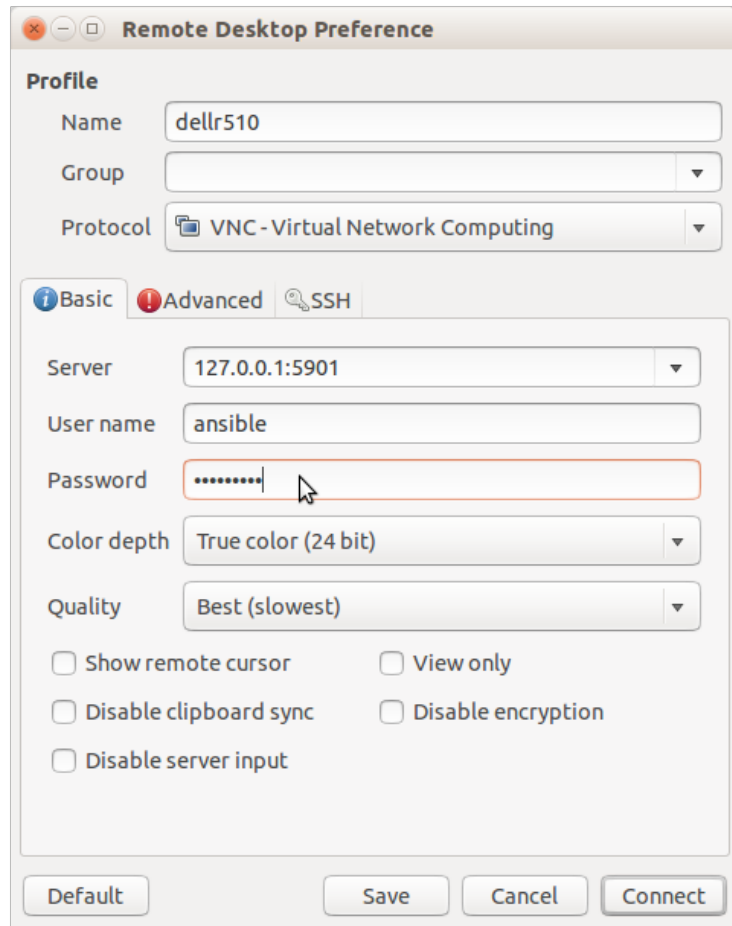 Remote Desktop Preference
Profile
Name dellr510
Group
Protocol VNC - Virtual Network Computing
Basic Advanced SSH
Server 127.0.0.1:5901
User name ansible
Password •••••••••
Color depth True color (24 bit)
Quality Best (slowest)
Show remote cursor View only
Disable clipboard sync Disable encryption
Disable server input
Default Save Cancel Connect